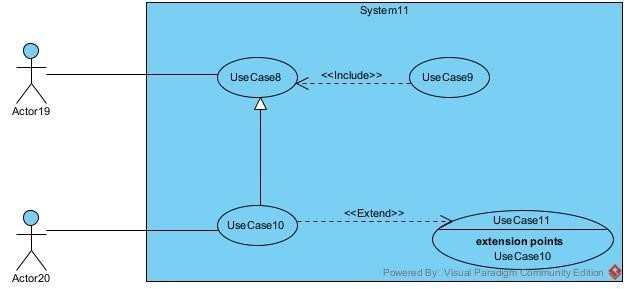 System11
UseCase8
<<Include>>
UseCase9
Actor19
<<Extend>>
UseCase10
UseCase11
extension points
UseCase10
Actor20
Powered By Visual Paradigm Community Edition